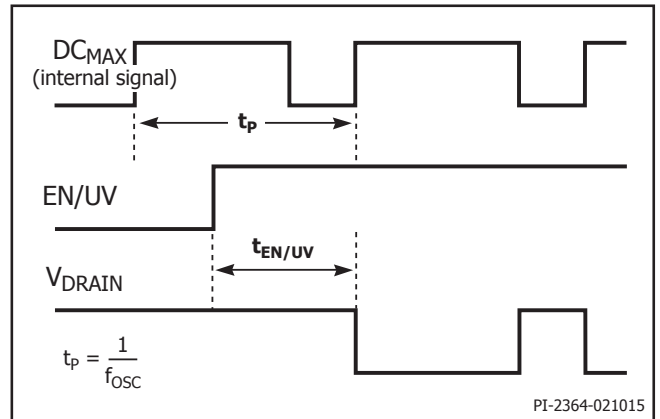 DCMAX
(internal signal)
tP
EN/UV
tEN/UV
VDRAIN
tP = 1
fOSC
PI-2364-021015